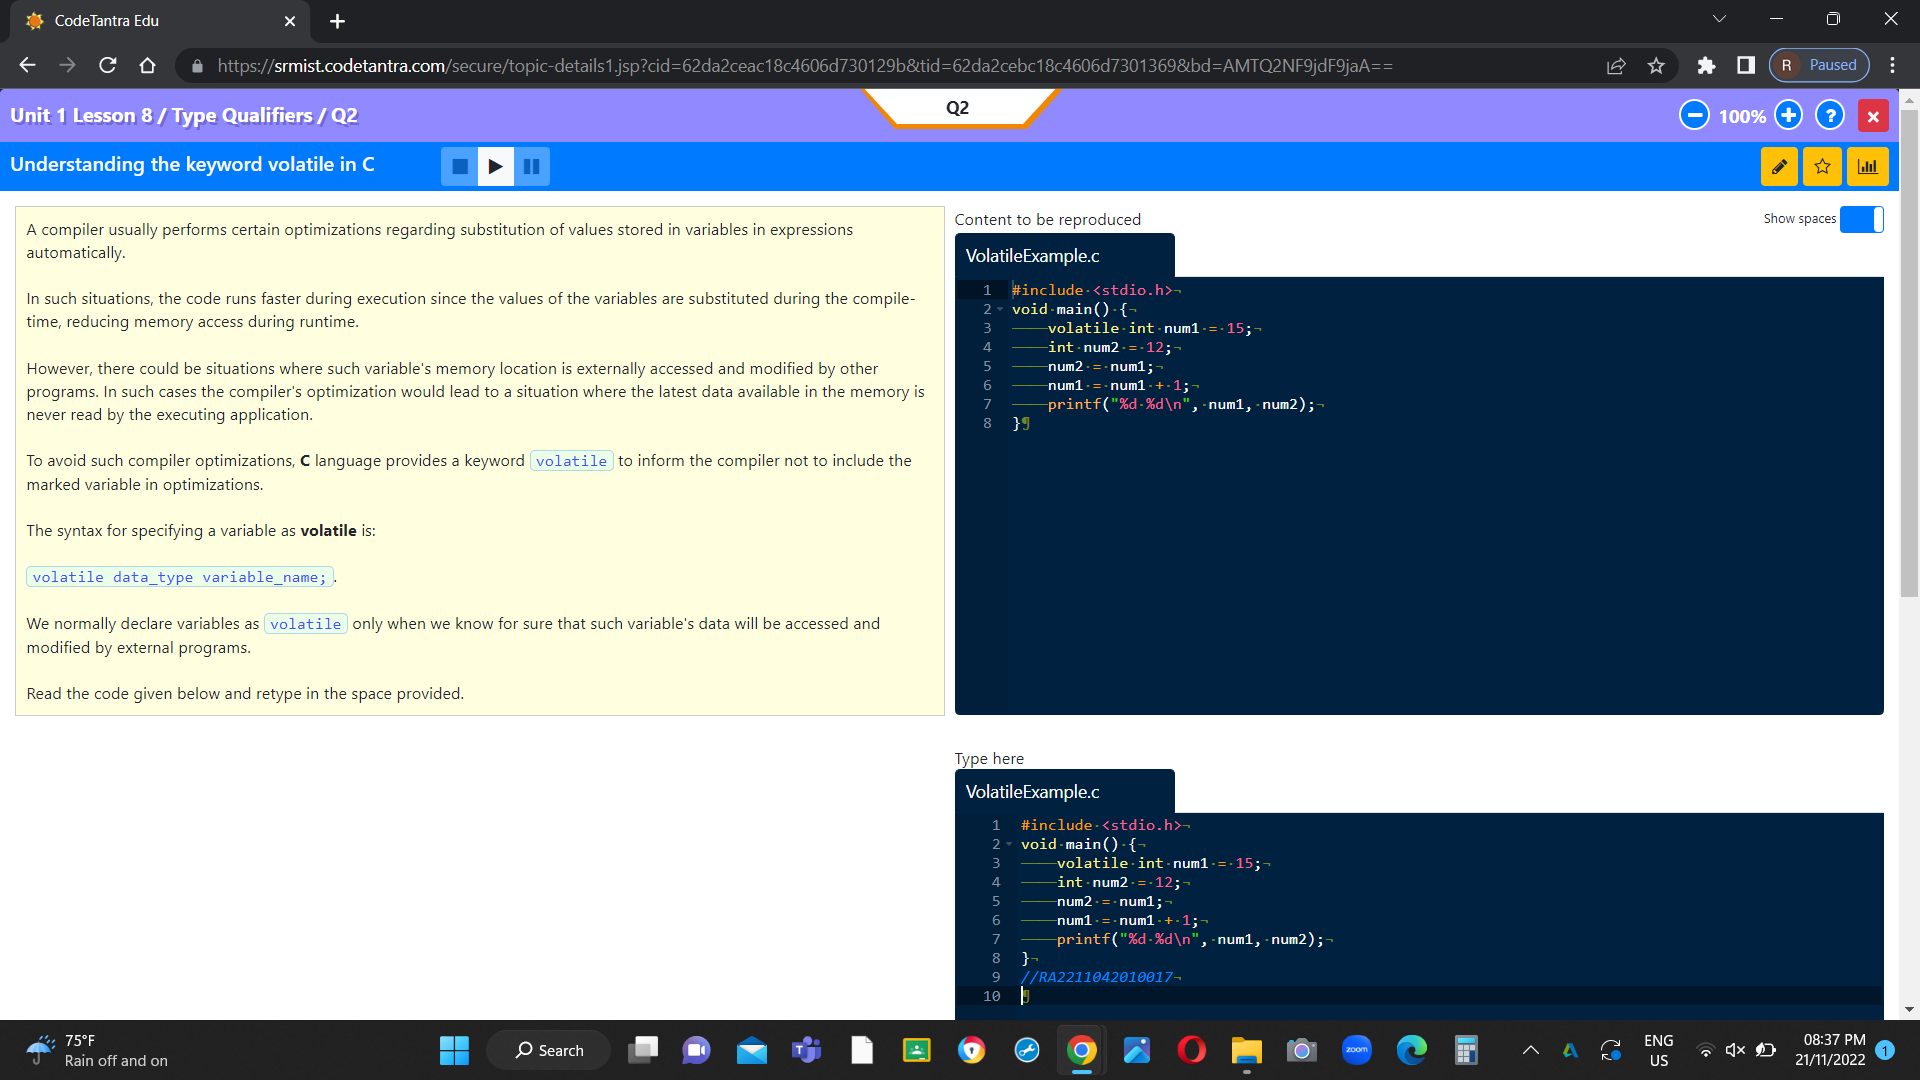 CodeTantra Edu
https://srmist.codetantra.com/secure/topic-details1.jsp?cid=62da2ceac18c4606d730129b&tid=62da2cebc18c4606d7301369&bd=AMTQ2NF9jdF9jaA==
R Paused
Unit 1 Lesson 8 / Type Qualifiers / Q2
Q2
100%
?
Understanding the keyword volatile in C
A compiler usually performs certain optimizations regarding substitution of values stored in variables in expressions
automatically.
In such situations, the code runs faster during execution since the values of the variables are substituted during the compile-
time, reducing memory access during runtime.
However, there could be situations where such variable's memory location is externally accessed and modified by other
programs. In such cases the compiler's optimization would lead to a situation where the latest data available in the memory is
never read by the executing application.
To avoid such compiler optimizations, C language provides a keyword volatile to inform the compiler not to include the
marked variable in optimizations.
The syntax for specifying a variable as volatile is:
volatile data_type variable_name;.
We normally declare variables as volatile only when we know for sure that such variable's data will be accessed and
modified by external programs.
Read the code given below and retype in the space provided.
Content to be reproduced
Show spaces
VolatileExample.c
1 #include·<stdio.h>¬
2 void·main()·{¬
3 ————volatile·int·num1·=·15;¬
4 ————int·num2·=·12;¬
5 ————num2·=·num1;¬
6 ————num1·=·num1·+·1;¬
7 ————printf("%d·%d\n",·num1,·num2);¬
8 }¶
Type here
VolatileExample.c
1 #include·<stdio.h>¬
2 void·main()·{¬
3 ————volatile·int·num1·=·15;¬
4 ————int·num2·=·12;¬
5 ————num2·=·num1;¬
6 ————num1·=·num1·+·1;¬
7 ————printf("%d·%d\n",·num1,·num2);¬
8 }¬
9 //RA2211042010017¬
10 ¶
75°F
Rain off and on
Search
zoom
ENG
US
08:37 PM
21/11/2022
1